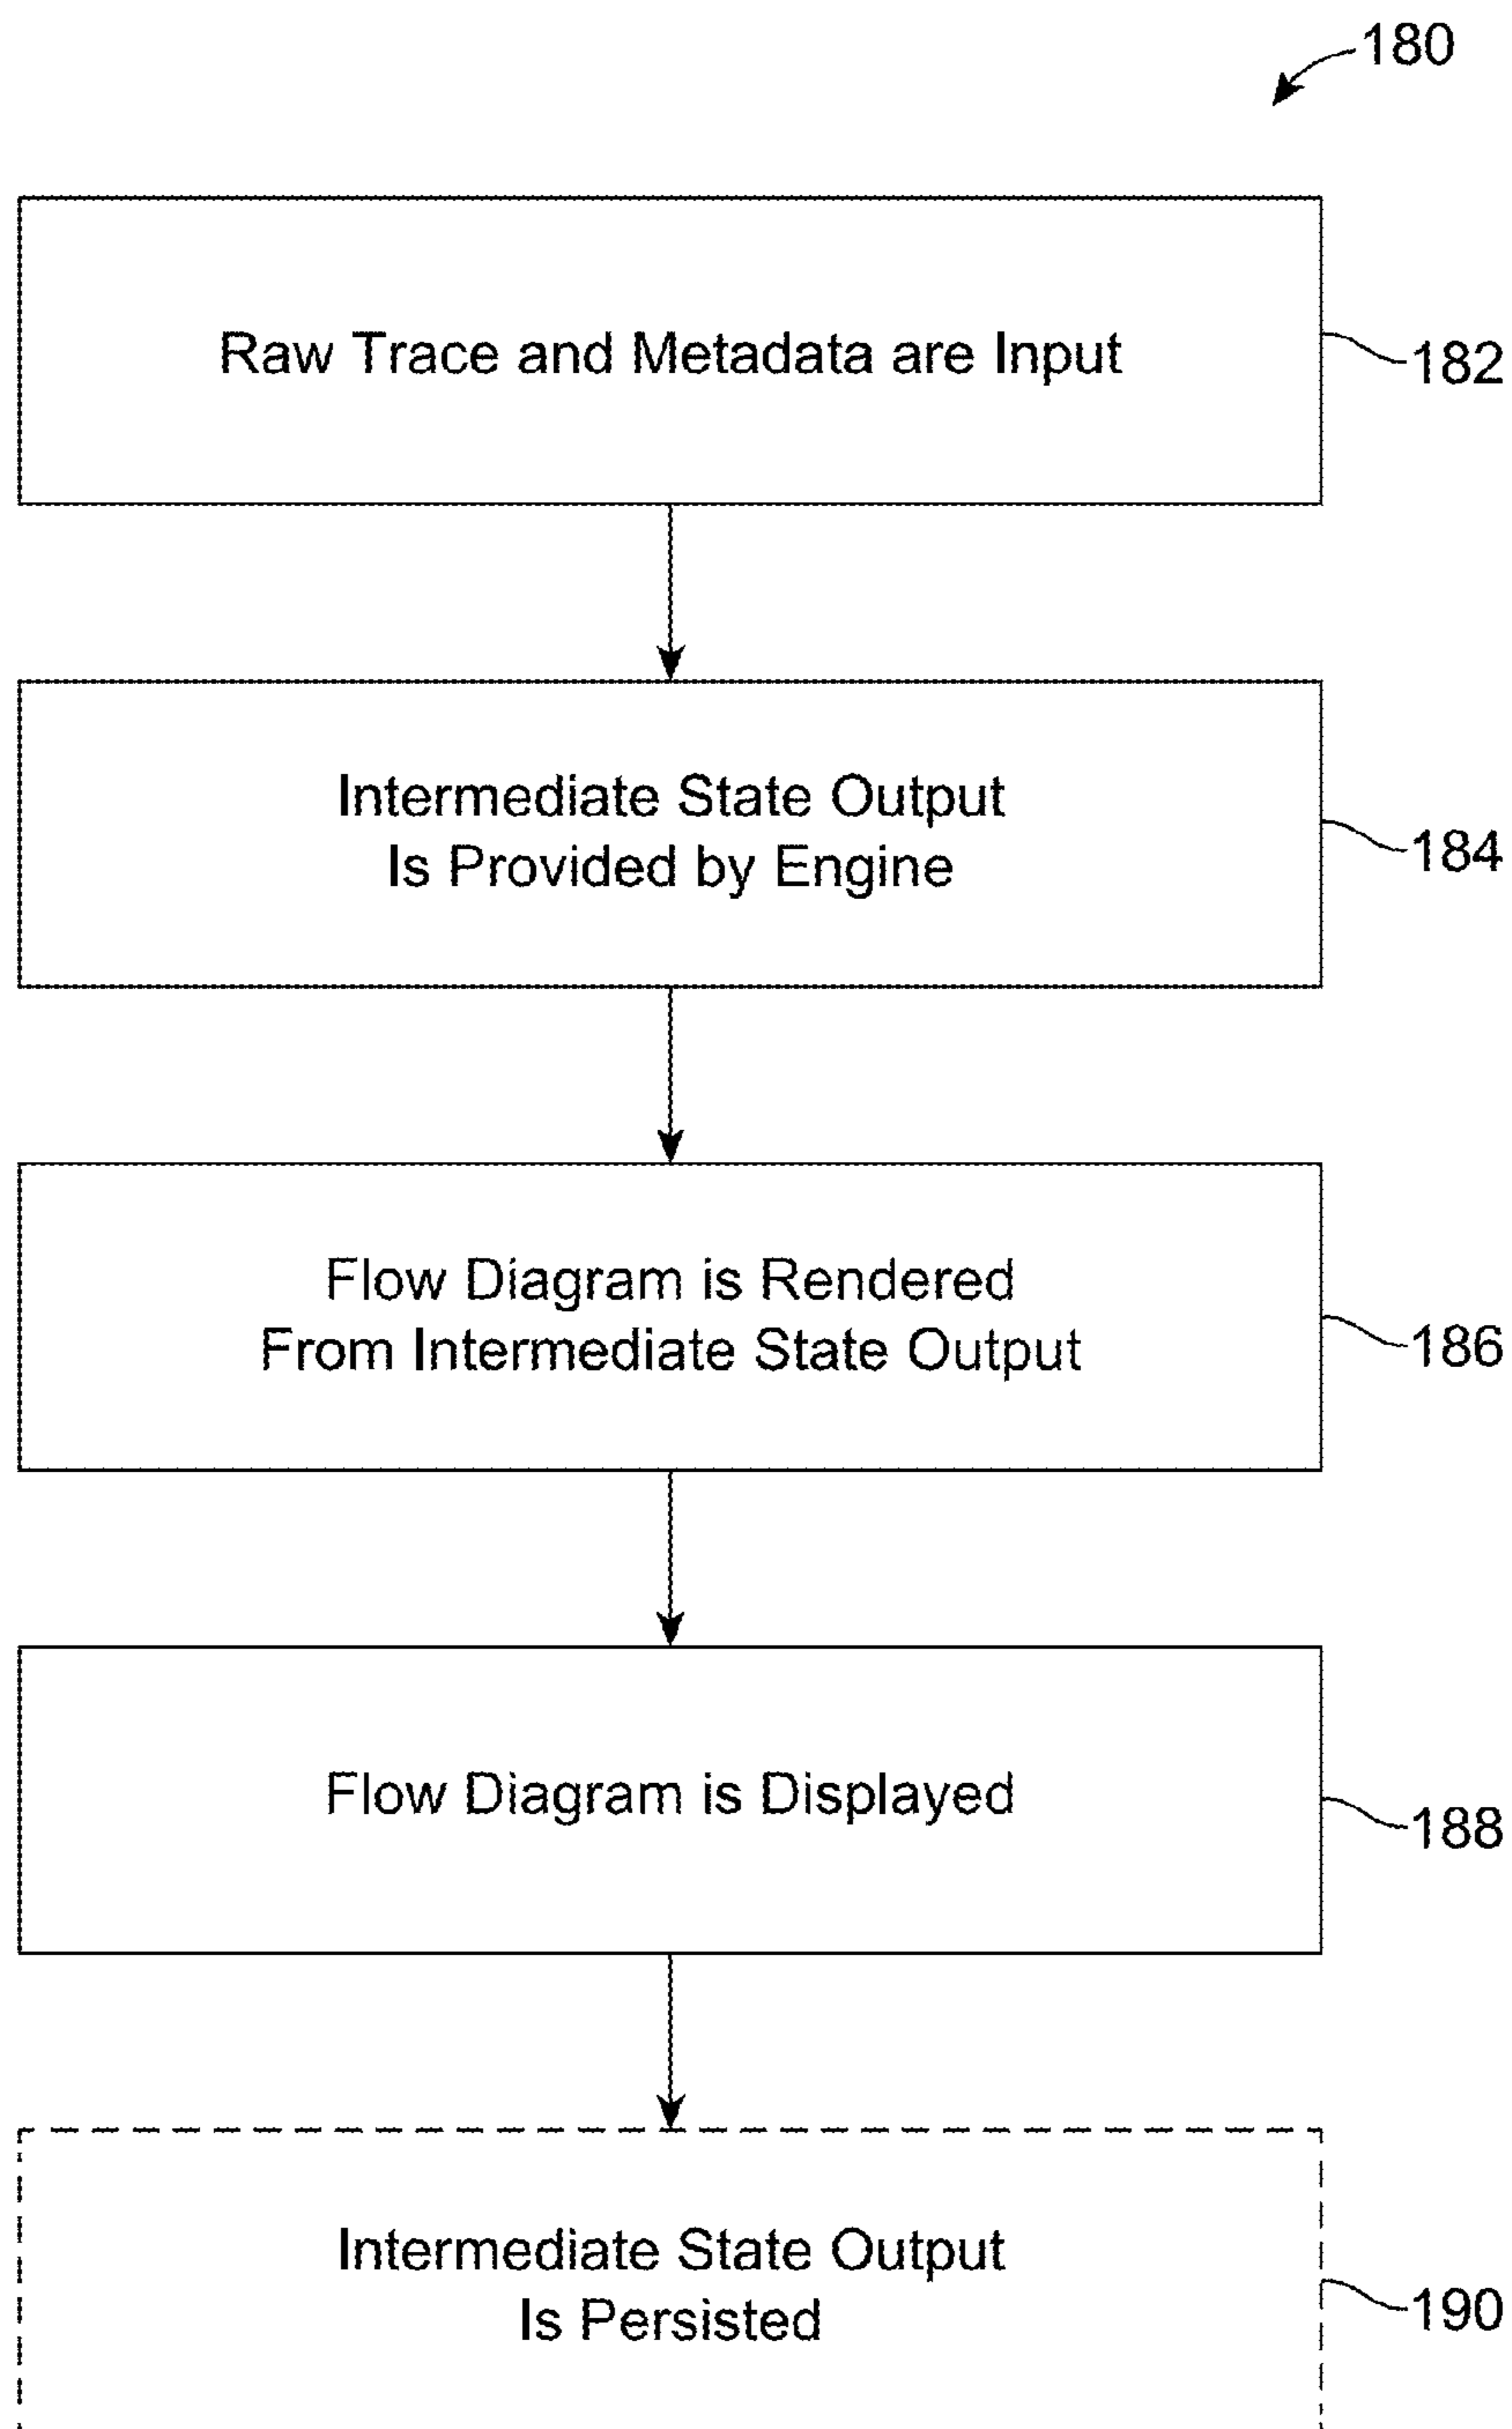 180
Raw Trace and Metadata are Input
182
Intermediate State Output
Is Provided by Engine
184
Flow Diagram is Rendered
From Intermediate State Output
186
Flow Diagram is Displayed
188
Intermediate State Output
Is Persisted
190